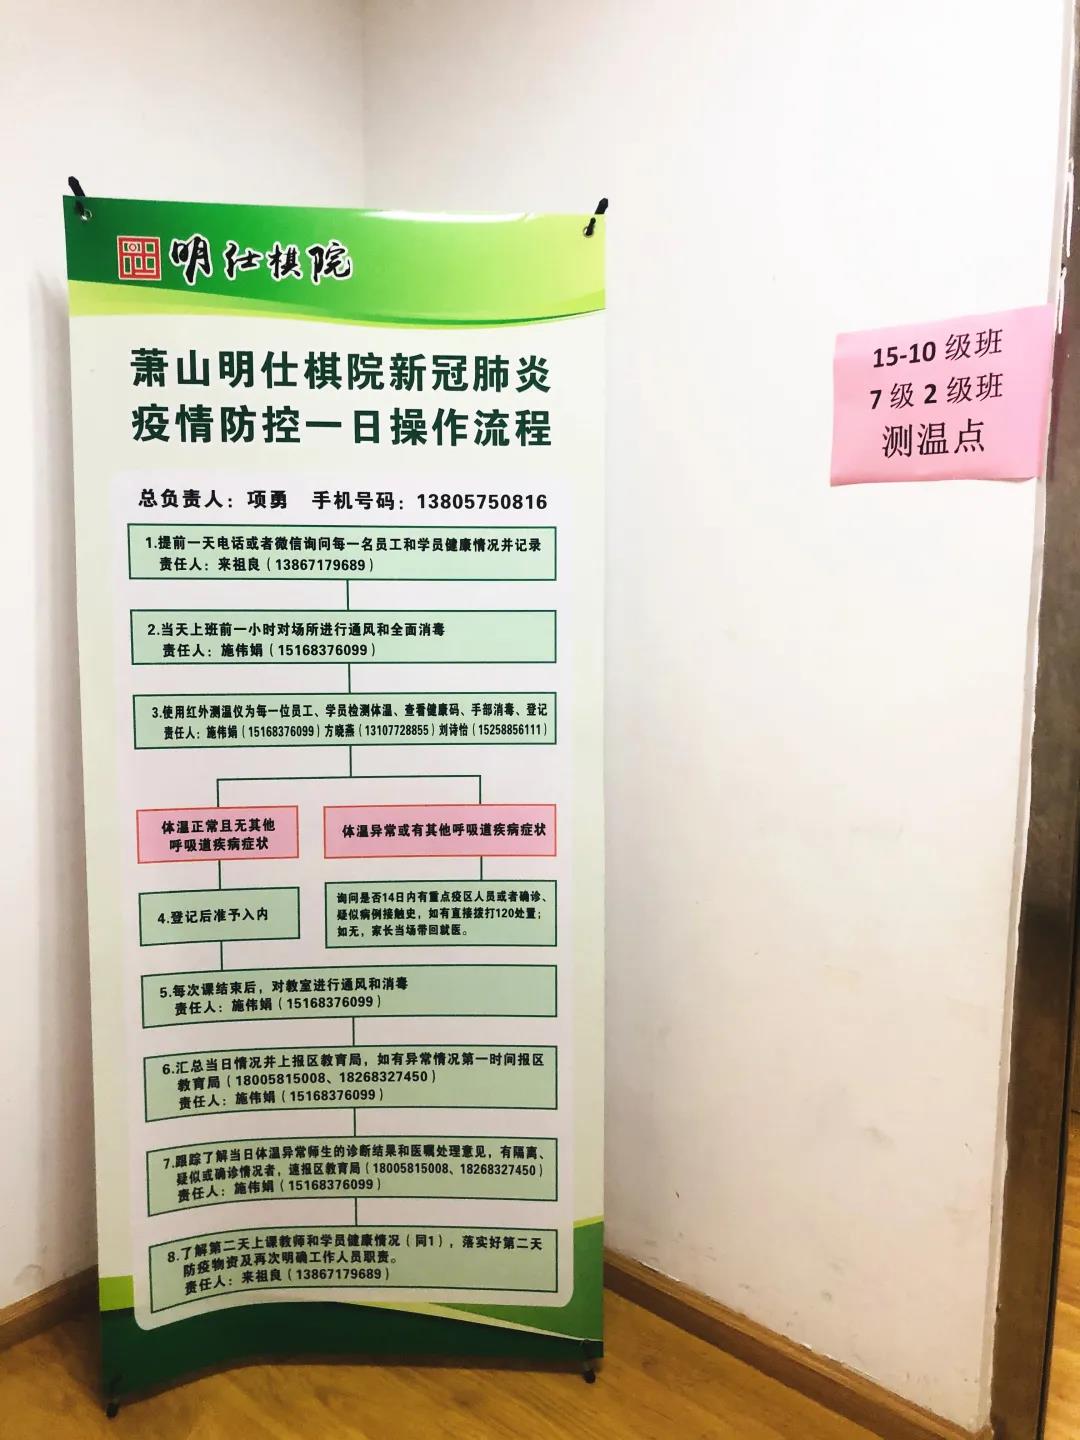 明仕棋院
萧山明仕棋院新冠肺炎
疫情防控一日操作流程
总负责人：项勇 手机号码：13805750816
1.提前一天电话或者微信询问每一名员工和学员健康情况并记录
责任人：来祖良（13867179689）
2.当天上班前一小时对场所进行通风和全面消毒
责任人：施伟娟（15168376099）
3.使用红外测温仪为每一位员工、学员检测体温、查看健康码、手部消毒、登记
责任人：施伟娟（15168376099）方晓燕（13107728855）刘诗怡（15258856111）
体温正常且无其他
呼吸道疾病症状
体温异常或有其他呼吸道疾病症状
4.登记后准予入内
询问是否14日内有重点疫区人员或者确诊、
疑似病例接触史，如有直接拨打120处置；
如无，家长当场带回就医。
5.每次课结束后，对教室进行通风和消毒
责任人：施伟娟（15168376099）
6.汇总当日情况并上报区教育局，如有异常情况第一时间报区
教育局（18005815008、18268327450）
责任人：施伟娟（15168376099）
7.跟踪了解当日体温异常师生的诊断结果和医嘱处理意见，有隔离、
疑似或确诊情况者，速报区教育局（18005815008、18268327450）
责任人：施伟娟（15168376099）
8.了解第二天上课教师和学员健康情况（同1），落实好第二天
防疫物资及再次明确工作人员职责。
责任人：来祖良（13867179689）
15-10 级班
7 级 2 级班
测温点